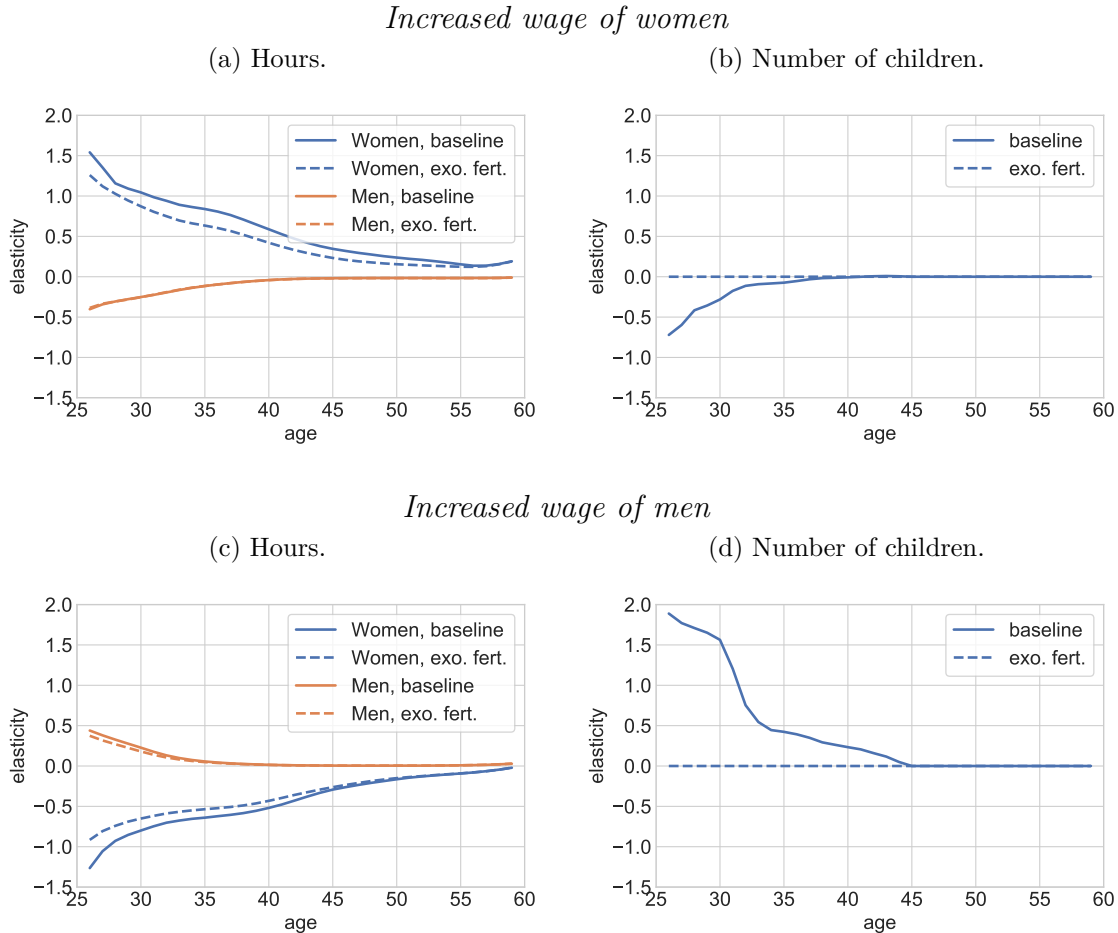 Increased wage of women
(a) Hours.
(b) Number of children.
2.0
1.5
1.0
0.5
0.0
−0.5
−1.0
−1.5
elasticity
Women, baseline
Women, exo. fert.
Men, baseline
Men, exo. fert.
25 30 35 40 45 50 55 60
age
2.0
1.5
1.0
0.5
0.0
−0.5
−1.0
−1.5
elasticity
baseline
exo. fert.
25 30 35 40 45 50 55 60
age
Increased wage of men
(c) Hours.
(d) Number of children.
2.0
1.5
1.0
0.5
0.0
−0.5
−1.0
−1.5
elasticity
Women, baseline
Women, exo. fert.
Men, baseline
Men, exo. fert.
25 30 35 40 45 50 55 60
age
2.0
1.5
1.0
0.5
0.0
−0.5
−1.0
−1.5
elasticity
baseline
exo. fert.
25 30 35 40 45 50 55 60
age